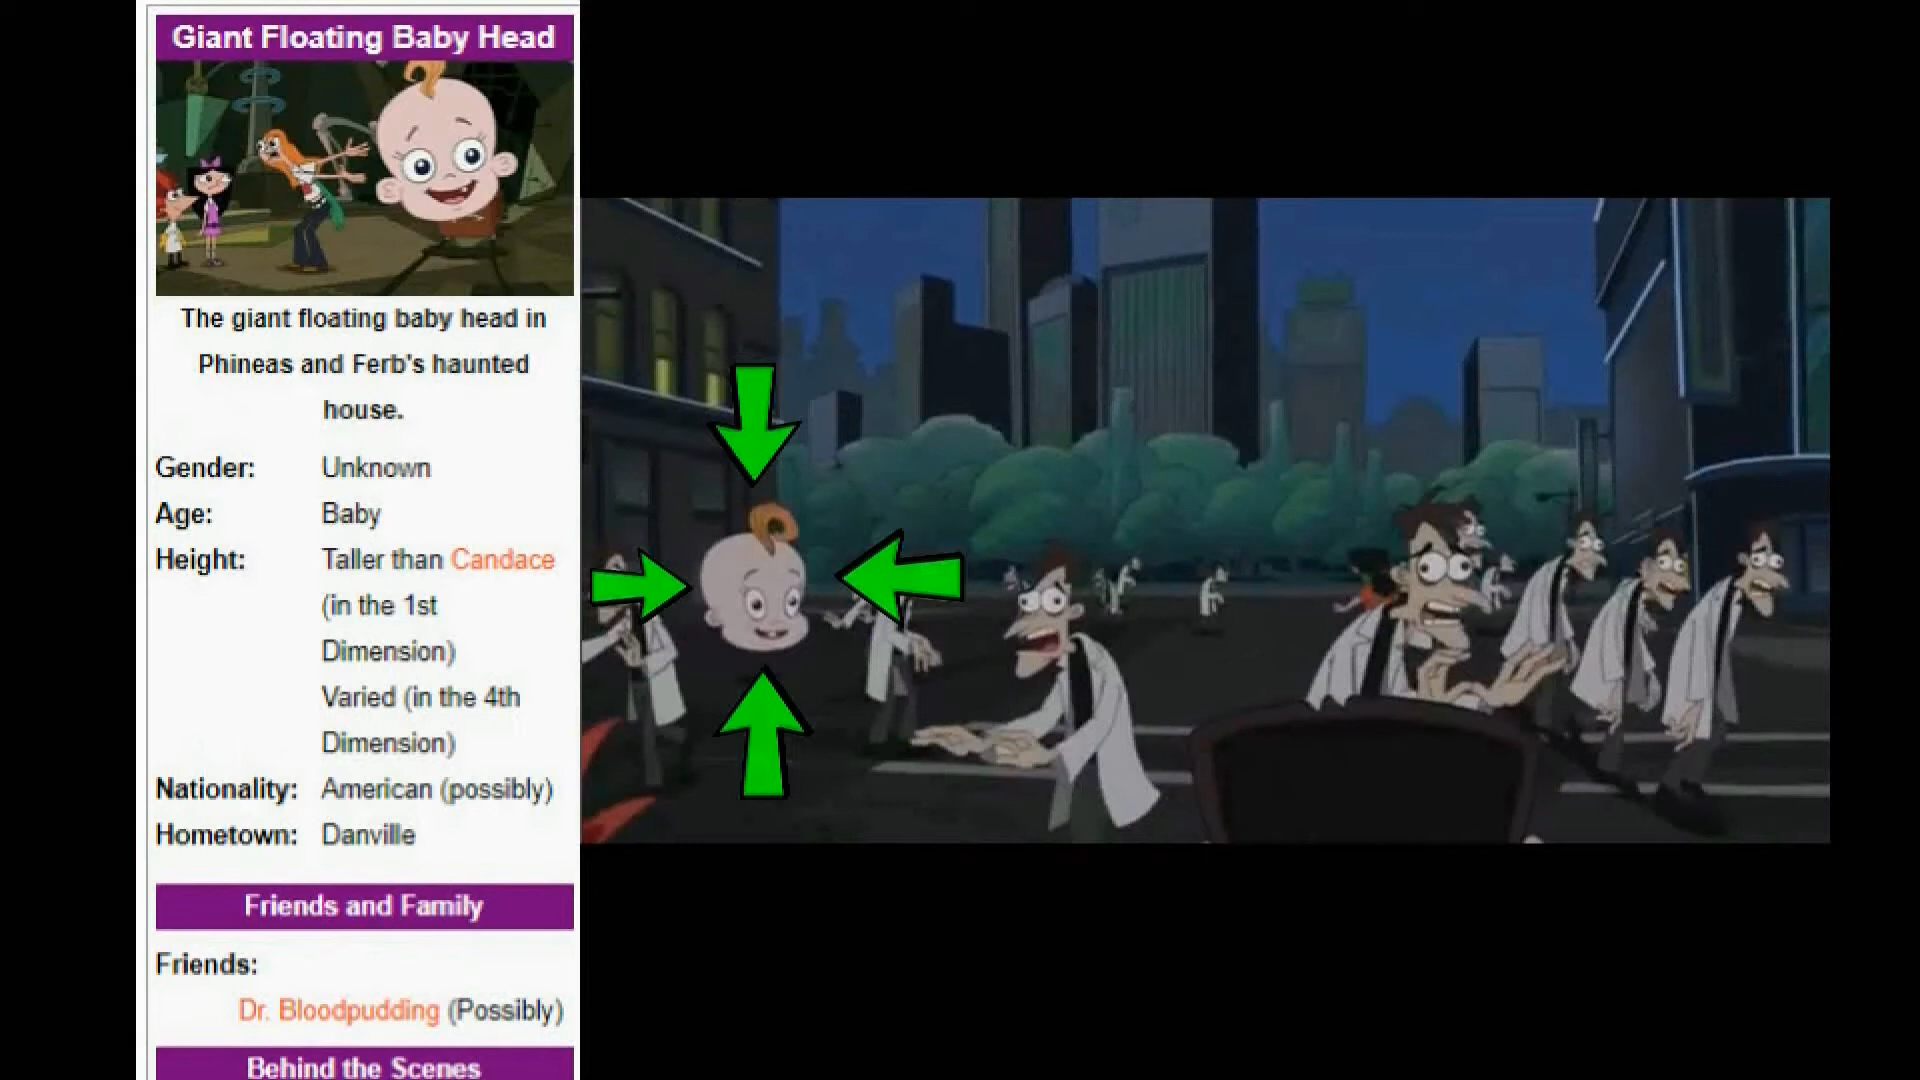 Giant Floating Baby Head
The giant floating baby head in
Phineas and Ferb's haunted
house.
Gender: Unknown
Age: Baby
Height: Taller than Candace
(in the 1st
Dimension)
Varied (in the 4th
Dimension)
Nationality: American (possibly)
Hometown: Danville
Friends and Family
Friends:
Dr. Bloodpudding (Possibly)
Behind the Scenes